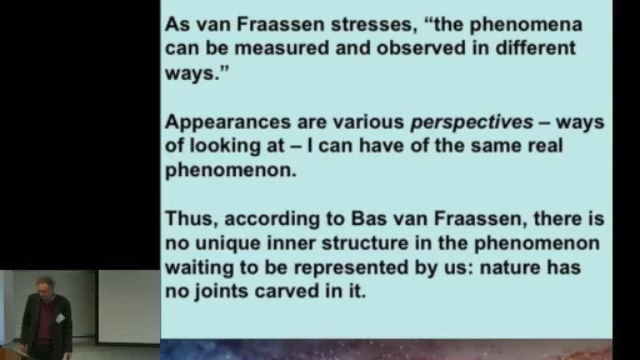 As van Fraassen stresses, “the phenomena
can be measured and observed in different
ways.”
Appearances are various perspectives – ways
of looking at – I can have of the same real
phenomenon.
Thus, according to Bas van Fraassen, there is
no unique inner structure in the phenomenon
waiting to be represented by us: nature has
no joints carved in it.